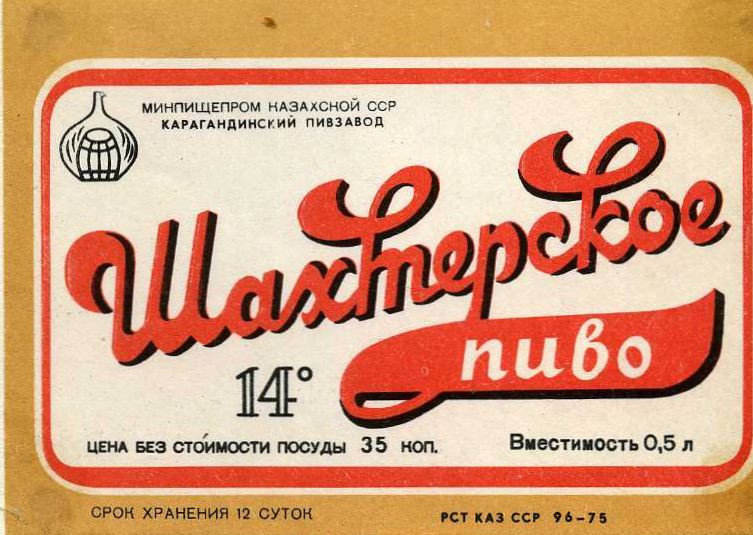 МИНПИЩЕПРОМ КАЗАХСКОЙ ССР
КАРАГАНДИНСКИЙ ПИВЗАВОД
Шахтерское
пиво
14°
ЦЕНА БЕЗ СТОИМОСТИ ПОСУДЫ 35 КОП.
Вместимость 0,5 л
СРОК ХРАНЕНИЯ 12 СУТОК
РСТ КАЗ ССР 96-75